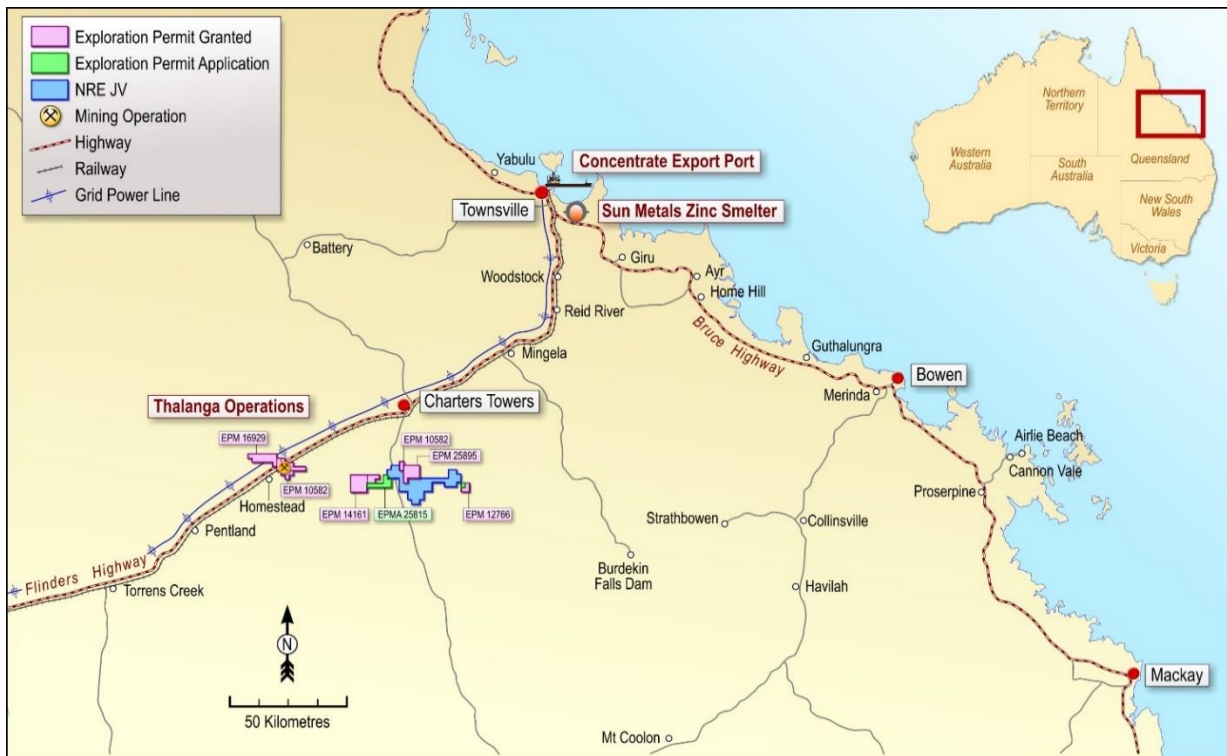 Exploration Permit Granted
Exploration Permit Application
NRE JV
Mining Operation
Highway
Railway
Grid Power Line
Northern
Territory
Western
Australia
South
Australia
Queensland
New South
Wales
Victoria
Yabulu
Concentrate Export Port
Townsville
Sun Metals Zinc Smelter
Battery
Giru
Woodstock
Ayr
Home Hill
Reid River
Bruce Highway
Mingela
Guthalungra
Bowen
Merinda
Thalanga Operations
Charters Towers
EPM 16929
EPM 10582
EPM 25895
EPM 10582
Homestead
EPM 14161
EPMA 25815
EPM 12766
Airlie Beach
Cannon Vale
Proserpine
Pentland
Strathbowen
Collinsville
Burdekin
Falls Dam
Havilah
Flinders Highway
Torrens Creek
N
50 Kilometres
Mackay
Mt Coolon